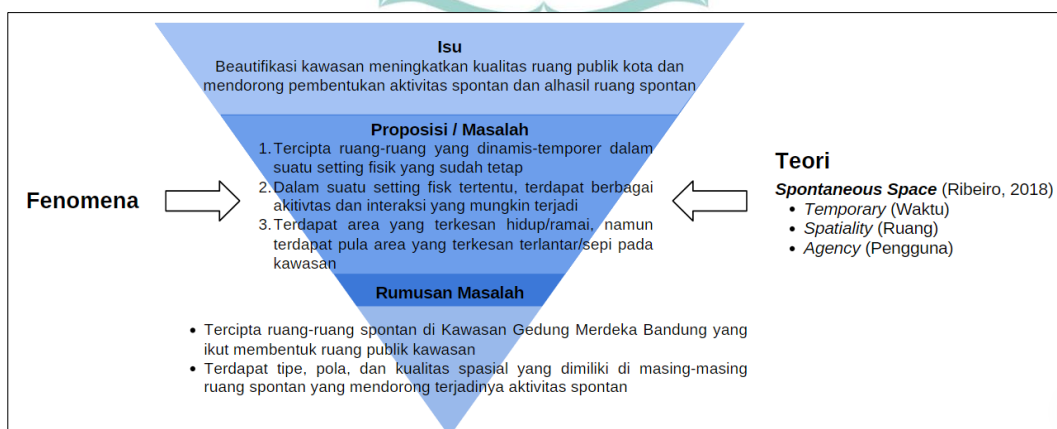 Isu
Beautifikasi kawasan meningkatkan kualitas ruang publik kota dan
mendorong pembentukan aktivitas spontan dan alhasil ruang spontan
Proposisi / Masalah
1. Tercipta ruang-ruang yang dinamis-temporer dalam
suatu setting fisik yang sudah tetap
2. Dalam suatu setting fisk tertentu, terdapat berbagai
akitivtas dan interaksi yang mungkin terjadi
3. Terdapat area yang terkesan hidup/ramai, namun
terdapat pula area yang terkesan terlantar/sepi pada
kawasan
Fenomena
Teori
Spontaneous Space (Ribeiro, 2018)
• Temporary (Waktu)
• Spatiality (Ruang)
• Agency (Pengguna)
Rumusan Masalah
• Tercipta ruang-ruang spontan di Kawasan Gedung Merdeka Bandung yang
ikut membentuk ruang publik kawasan
• Terdapat tipe, pola, dan kualitas spasial yang dimiliki di masing-masing
ruang spontan yang mendorong terjadinya aktivitas spontan